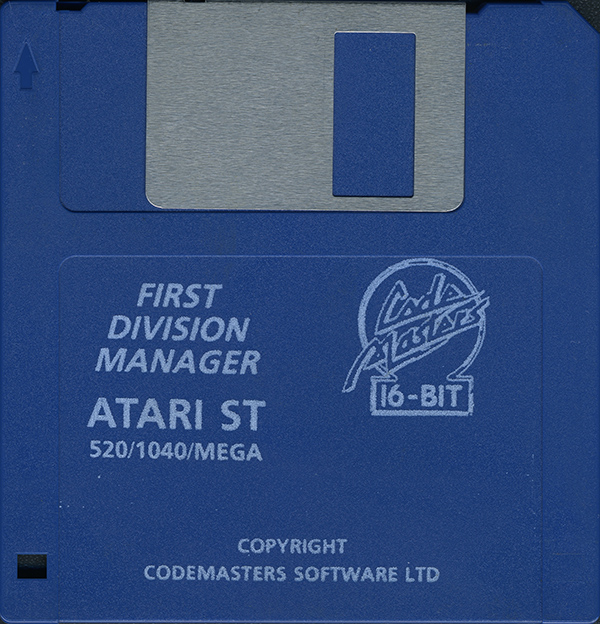 FIRST
DIVISION
MANAGER
ATARI ST
520/1040/MEGA
Code
Masters
16-BIT
COPYRIGHT
CODEMASTERS SOFTWARE LTD